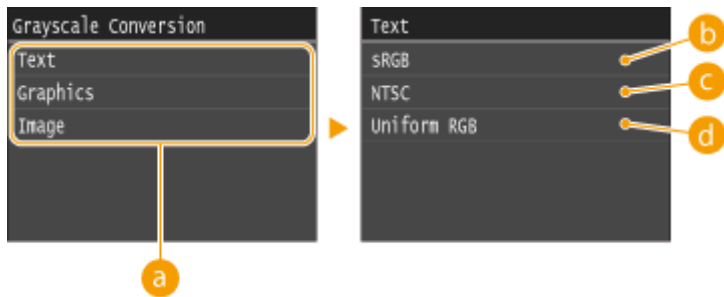 Grayscale Conversion
Text
Graphics
Image
a
Text
sRGB
NTSC
Uniform RGB
b
c
d